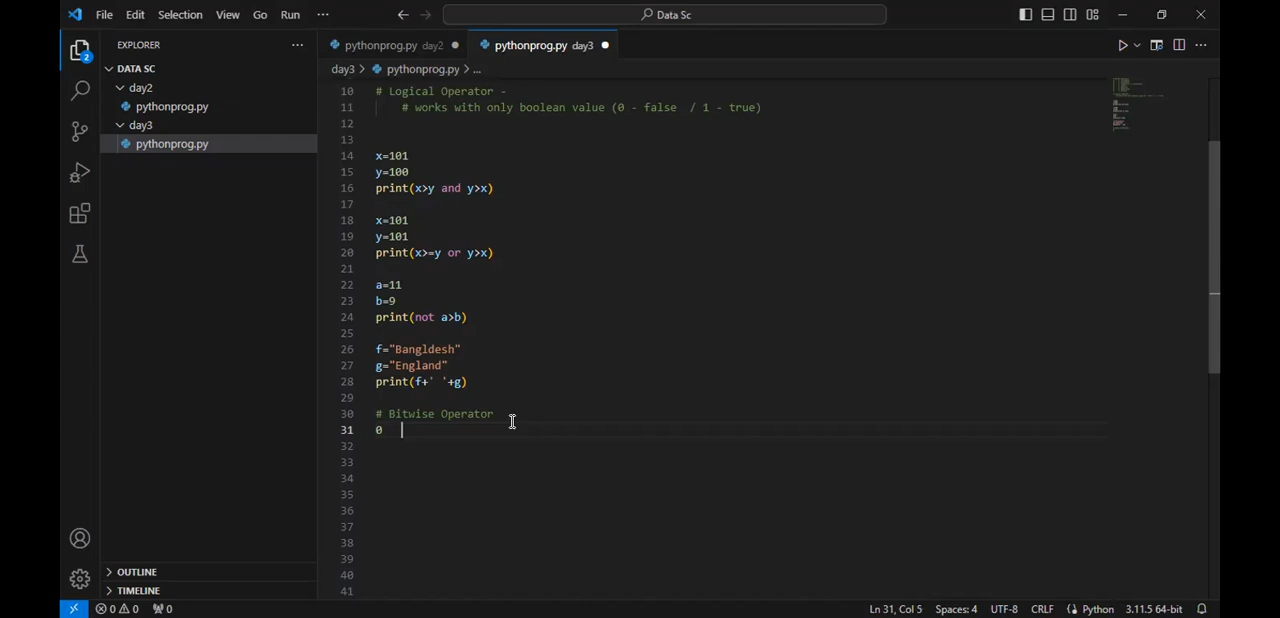 File Edit Selection View Go Run ··· Data Sc
EXPLORER ···
DATA SC
day2
pythonprog.py
day3
pythonprog.py
OUTLINE
TIMELINE
2
pythonprog.py day2 ● pythonprog.py day3 ●
day3 > pythonprog.py > ...
10 # Logical Operator -
11 # works with only boolean value (0 - false / 1 - true)
12
13
14 x=101
15 y=100
16 print(x>y and y>x)
17
18 x=101
19 y=101
20 print(x>=y or y>x)
21
22 a=11
23 b=9
24 print(not a>b)
25
26 f="Bangldesh"
27 g="England"
28 print(f+' '+g)
29
30 # Bitwise Operator
31 0
32
33
34
35
36
37
38
39
40
41
0 0 0 Ln 31, Col 5 Spaces: 4 UTF-8 CRLF Python 3.11.5 64-bit